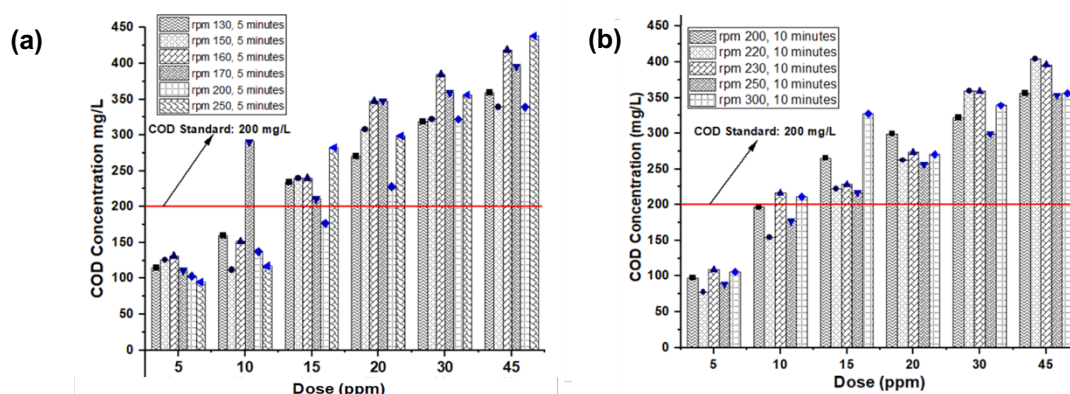 (a)
COD Concentration mg/L
450
400
350
300
250
200
150
100
50
0
rpm 130, 5 minutes
rpm 150, 5 minutes
rpm 160, 5 minutes
rpm 170, 5 minutes
rpm 200, 5 minutes
rpm 250, 5 minutes
COD Standard: 200 mg/L
5 10 15 20 30 45
Dose (ppm)
(b)
COD Concentration (mg/L)
450
400
350
300
250
200
150
100
50
0
rpm 200, 10 minutes
rpm 220, 10 minutes
rpm 230, 10 minutes
rpm 250, 10 minutes
rpm 300, 10 minutes
COD Standard: 200 mg/L
5 10 15 20 30 45
Dose (ppm)